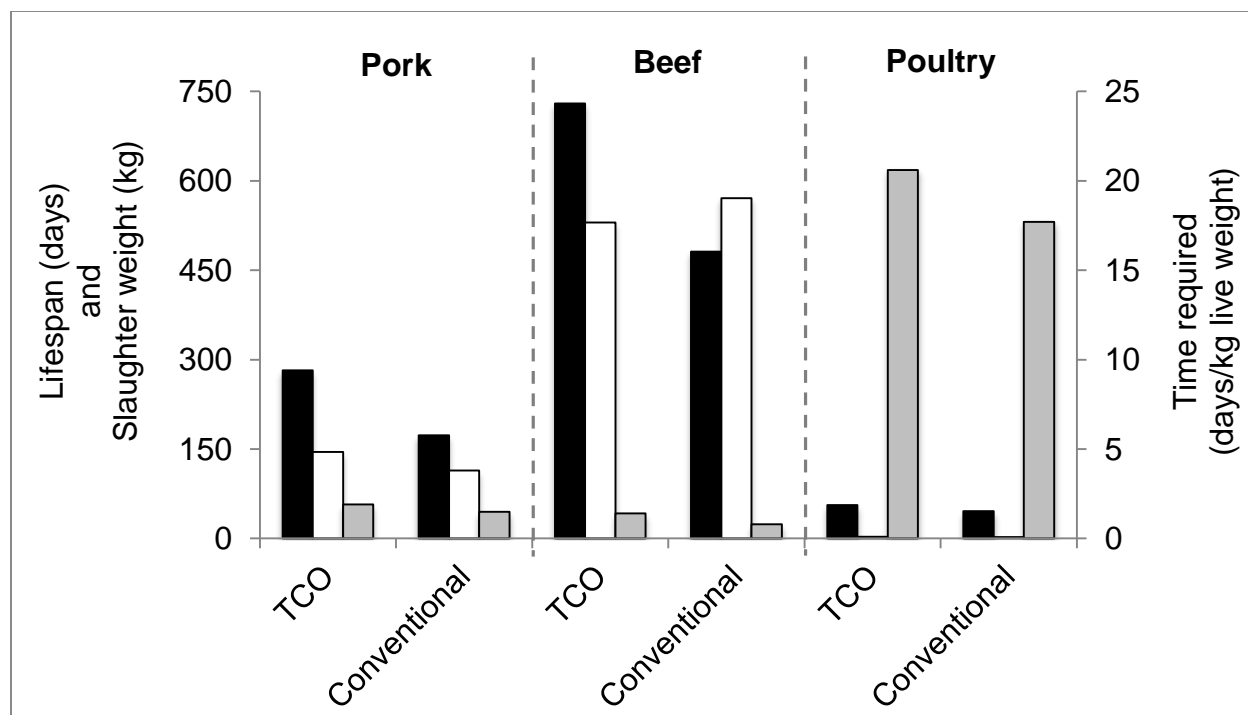 Pork
Beef
Poultry
Lifespan (days)
and
Slaughter weight (kg)
750
600
450
300
150
0
25
20
15
10
5
0
Time required
(days/kg live weight)
TCO
Conventional
TCO
Conventional
TCO
Conventional